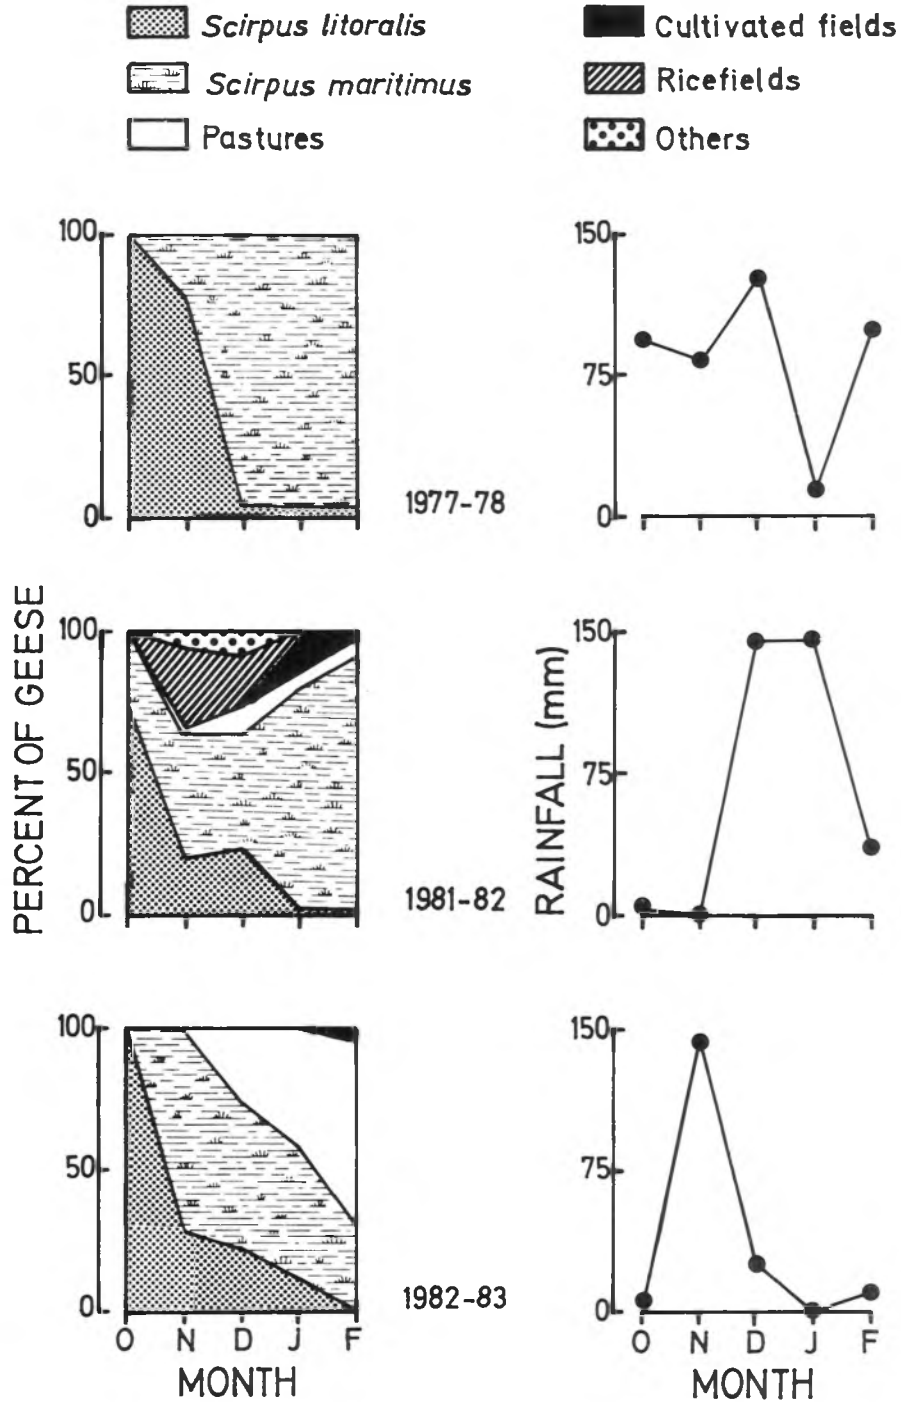 Scirpus litoralis
Scirpus maritimus
Pastures
Cultivated fields
Ricefields
Others
PERCENT OF GEESE
100
50
0
1977-78
150
75
0
100
50
0
1981-82
RAINFALL (mm)
150
75
0
100
50
0
O N D J F
MONTH
1982-83
150
75
0
O N D J F
MONTH